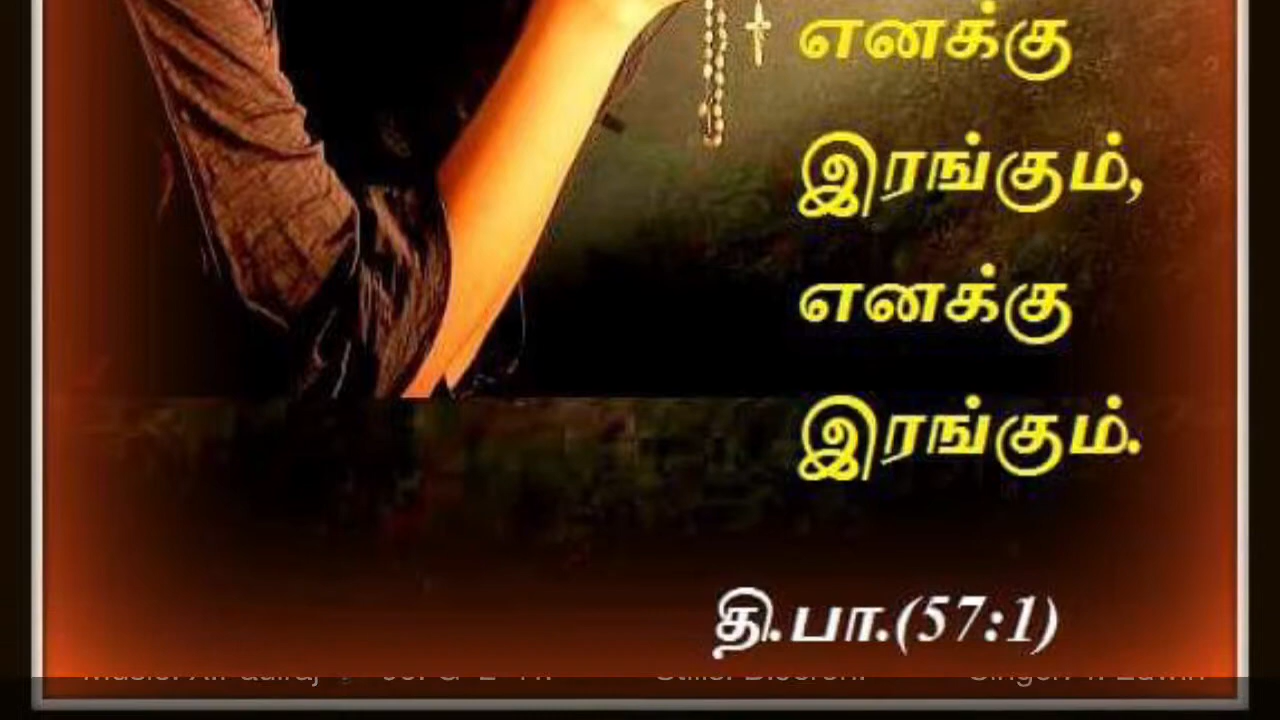 எனக்கு
இரங்கும்,
எனக்கு
இரங்கும்.
தி.பா.(57:1)